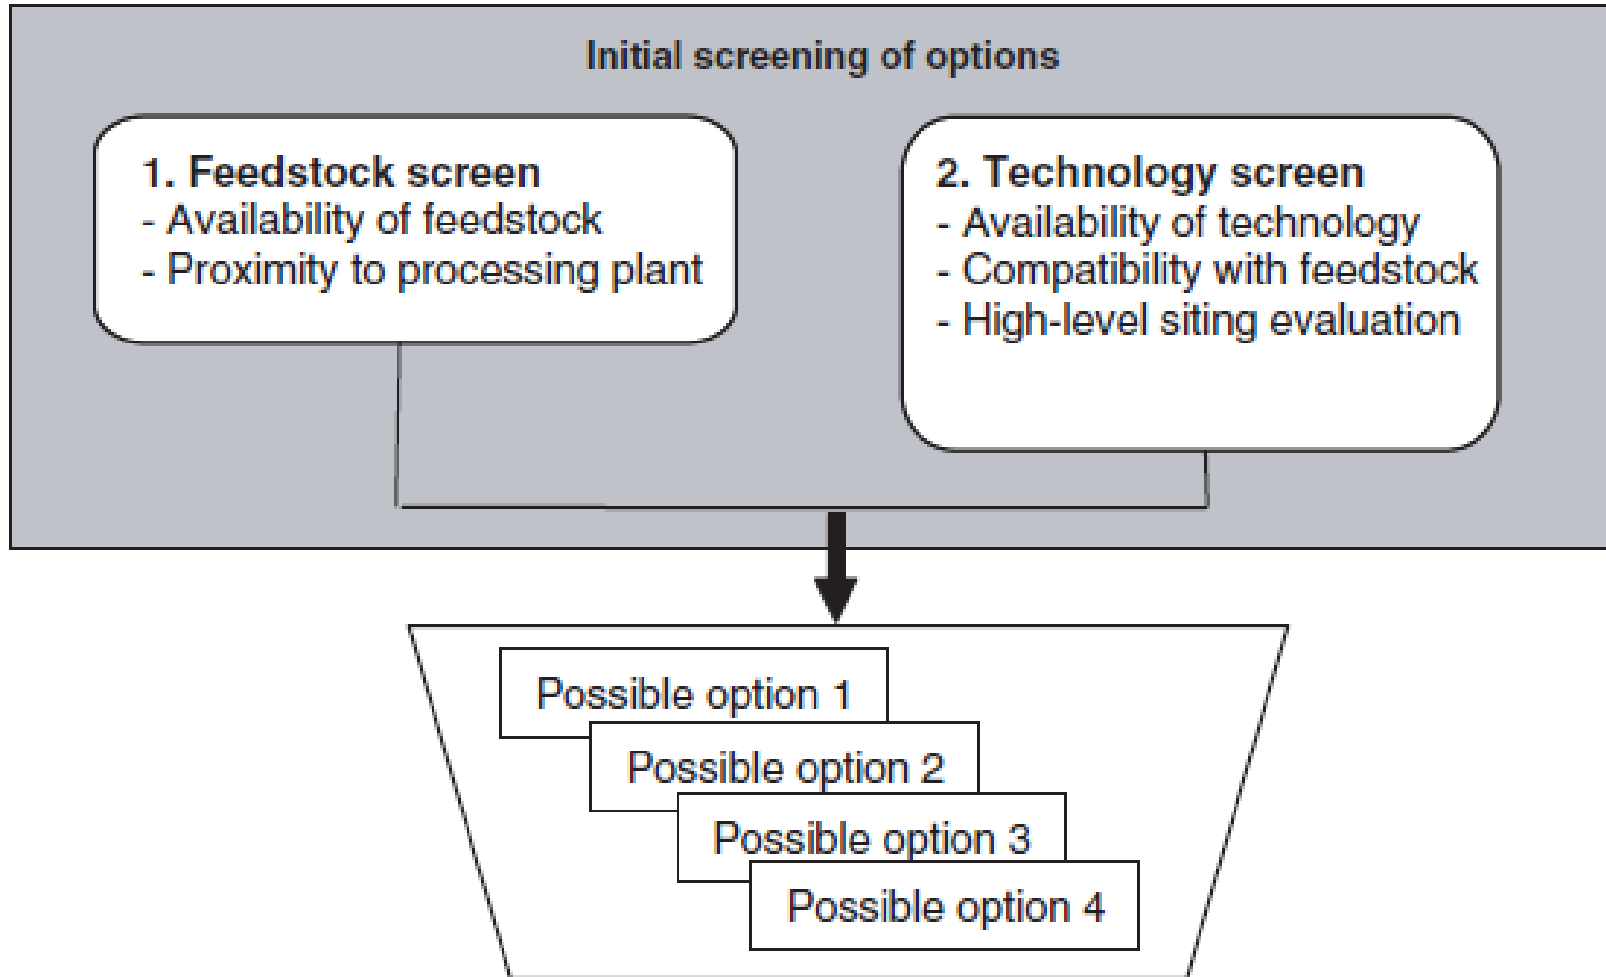 Initial screening of options
1. Feedstock screen
- Availability of feedstock
- Proximity to processing plant
2. Technology screen
- Availability of technology
- Compatibility with feedstock
- High-level siting evaluation
Possible option 1
Possible option 2
Possible option 3
Possible option 4